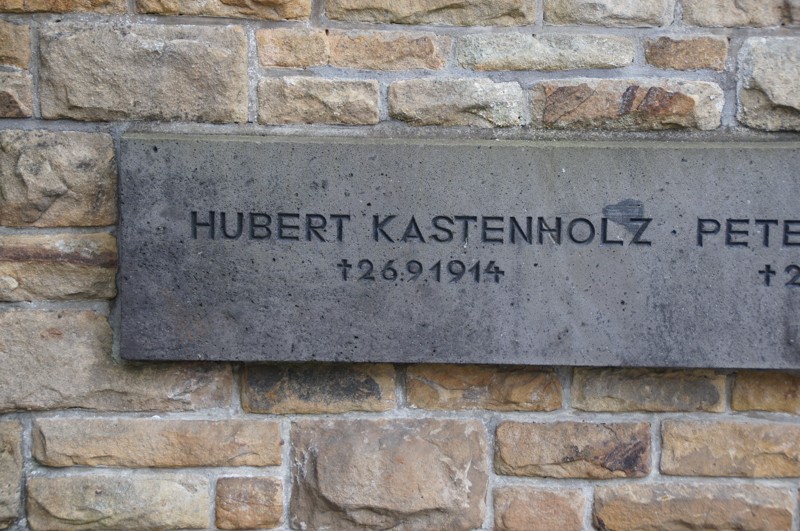 HUBERT KASTENHOLZ PETE
†26.9.1914 †2